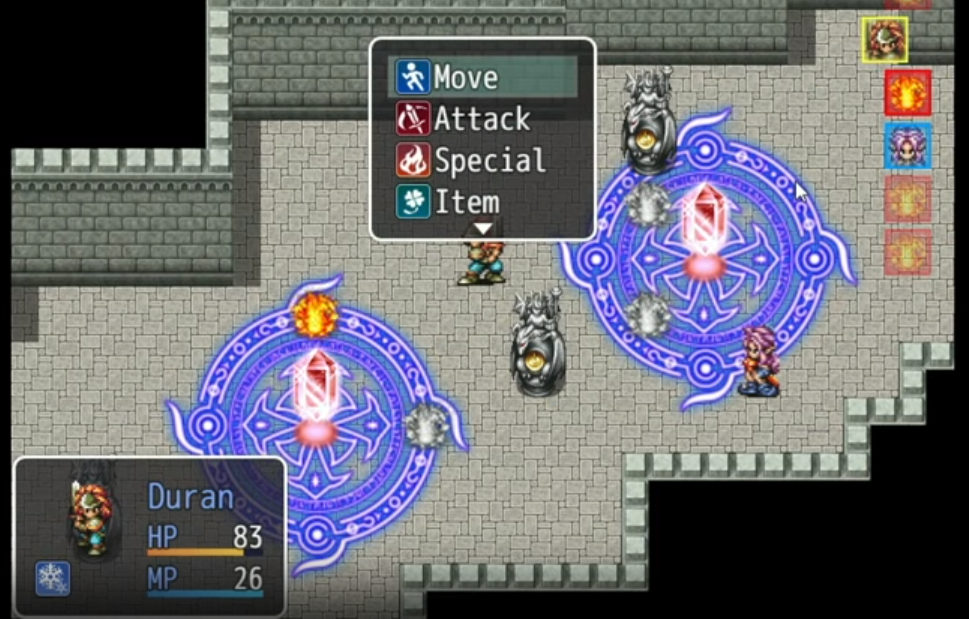 Move
Attack
Special
Item
Duran
HP 83
MP 26